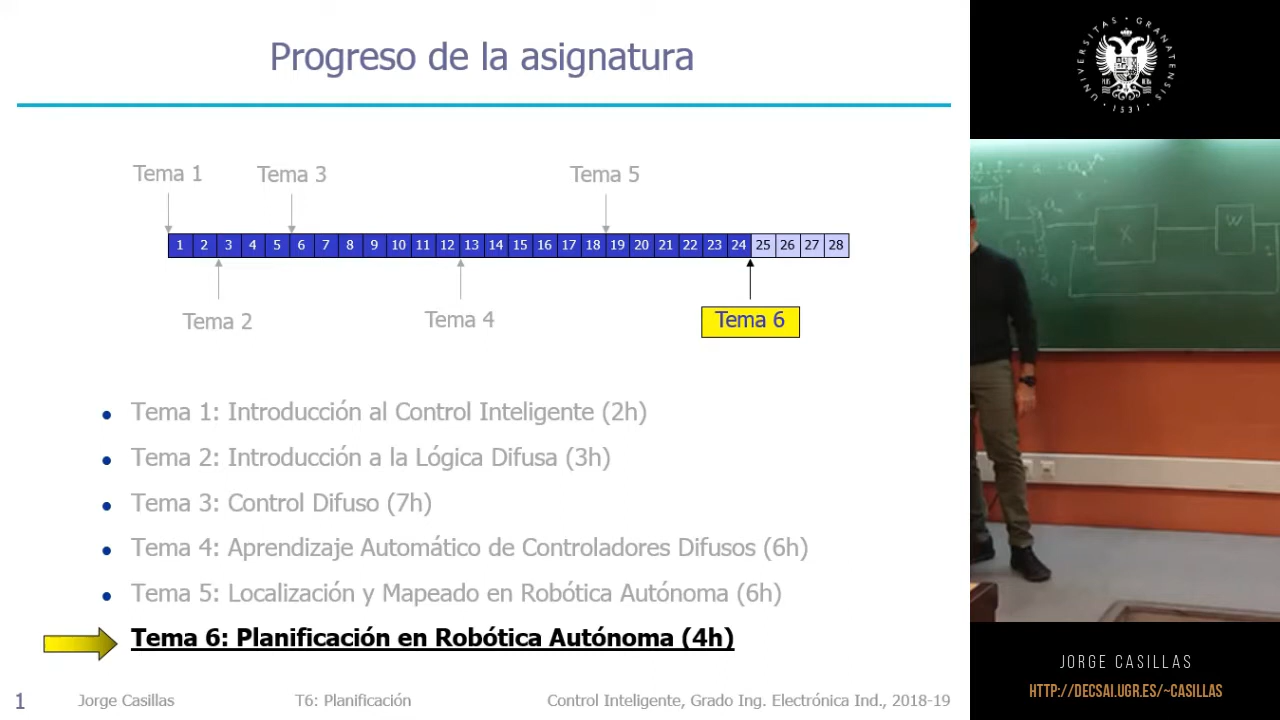 Progreso de la asignatura
Tema 1
Tema 3
Tema 5
1 2 3 4 5 6 7 8 9 10 11 12 13 14 15 16 17 18 19 20 21 22 23 24 25 26 27 28
Tema 2
Tema 4
Tema 6
Tema 1: Introducción al Control Inteligente (2h)
Tema 2: Introducción a la Lógica Difusa (3h)
Tema 3: Control Difuso (7h)
Tema 4: Aprendizaje Automático de Controladores Difusos (6h)
Tema 5: Localización y Mapeado en Robótica Autónoma (6h)
Tema 6: Planificación en Robótica Autónoma (4h)
1
Jorge Casillas
T6: Planificación
Control Inteligente, Grado Ing. Electrónica Ind., 2018-19
UNIVERSITAS GRANATENSIS
1531
X
W
JORGE CASILLAS
HTTP://DECSAI.UGR.ES/~CASILLAS